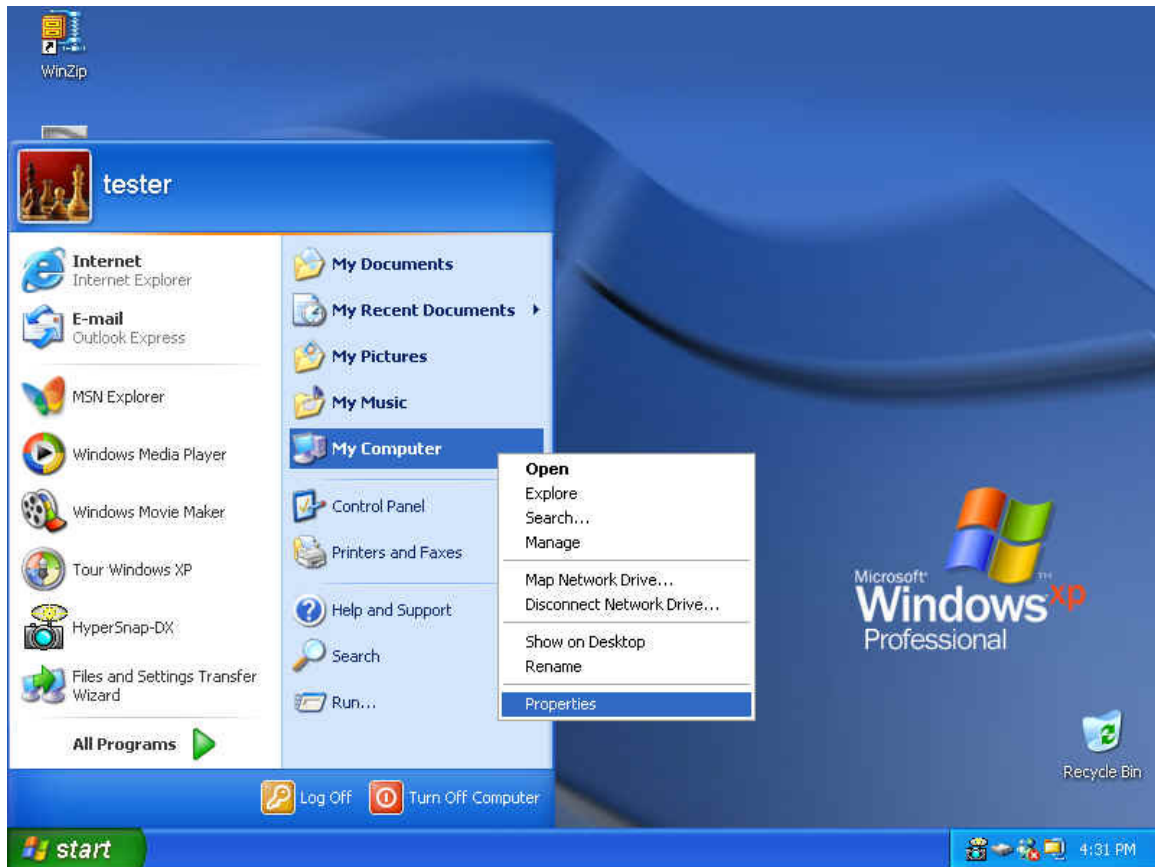 WinZip
tester
Internet
Internet Explorer
E-mail
Outlook Express
MSN Explorer
Windows Media Player
Windows Movie Maker
Tour Windows XP
HyperSnap-DX
Files and Settings Transfer
Wizard
All Programs
My Documents
My Recent Documents
My Pictures
My Music
My Computer
Control Panel
Printers and Faxes
Help and Support
Search
Run...
Open
Explore
Search...
Manage
Map Network Drive...
Disconnect Network Drive...
Show on Desktop
Rename
Properties
Log Off
Turn Off Computer
Microsoft®
Windows xp
TM
Professional
Recycle Bin
start
4:31 PM